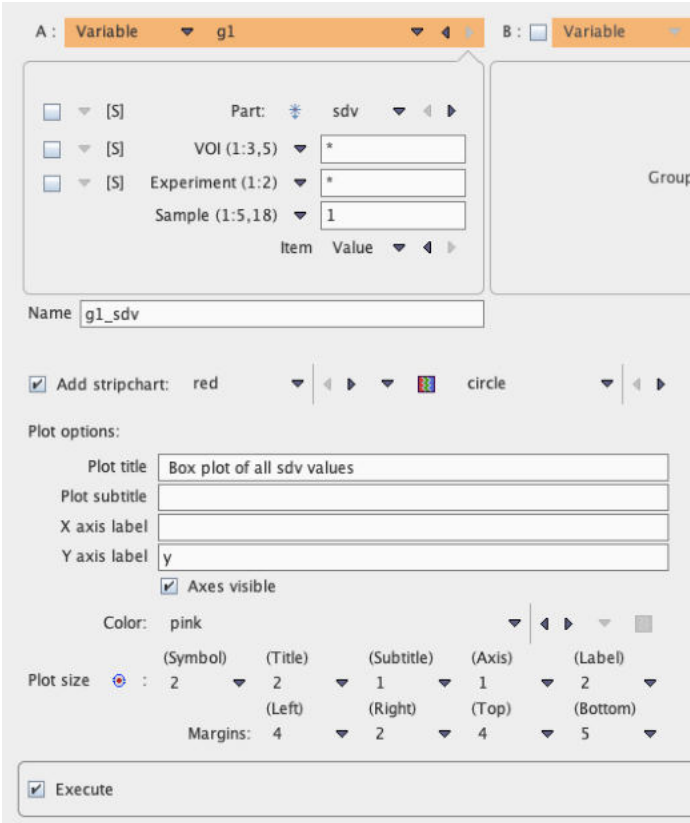 A : Variable g1 B : Variable
[S] Part: sdv
[S] VOI (1:3,5) *
[S] Experiment (1:2) *
Group
Sample (1:5,18) 1
Item Value
Name g1_sdv
Add stripchart: red circle
Plot options:
Plot title Box plot of all sdv values
Plot subtitle
X axis label
Y axis label y
Axes visible
Color: pink
(Symbol) (Title) (Subtitle) (Axis) (Label)
Plot size : 2 2 1 1 2
(Left) (Right) (Top) (Bottom)
Margins: 4 2 4 5
Execute